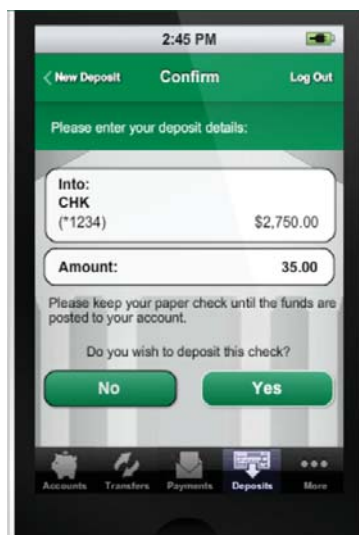 2:45 PM
New Deposit Confirm Log Out
Please enter your deposit details:
Into:
CHK
(*1234) $2,750.00
Amount: 35.00
Please keep your paper check until the funds are
posted to your account.
Do you wish to deposit this check?
No Yes
Accounts Transfers Payments Deposits More